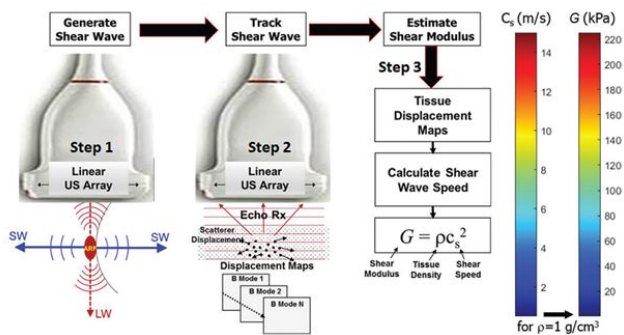 Generate
Shear Wave
Track
Shear Wave
Estimate
Shear Modulus
Step 1
Linear
US Array
SW
SW
ARF
LW
Step 2
Linear
US Array
Echo Rx
Scatterer
Displacement
Displacement Maps
B Mode 1
B Mode 2
B Mode N
Step 3
Tissue
Displacement
Maps
Calculate Shear
Wave Speed
G = ρcₛ²
Shear
Modulus
Tissue
Density
Shear
Speed
Cₛ (m/s)
14
12
10
8
6
4
2
0
G (kPa)
220
200
180
160
140
120
100
80
60
40
20
0
for ρ=1 g/cm³